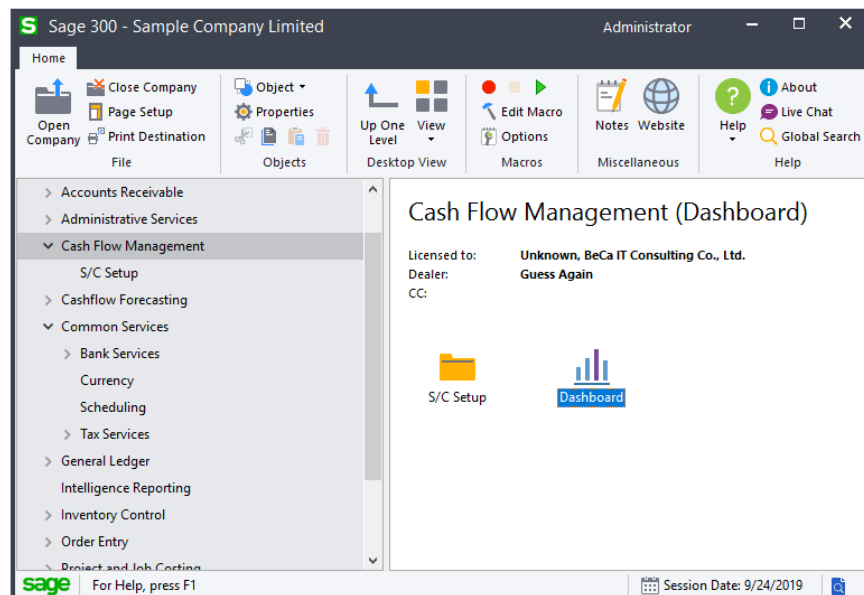 S Sage 300 - Sample Company Limited Administrator
Home
Open Company
Close Company
Page Setup
Print Destination
File
Object
Properties
Objects
Up One Level
View
Desktop View
Edit Macro
Options
Macros
Notes
Website
Miscellaneous
Help
About
Live Chat
Global Search
Help
Accounts Receivable
Administrative Services
Cash Flow Management
S/C Setup
Cashflow Forecasting
Common Services
Bank Services
Currency
Scheduling
Tax Services
General Ledger
Intelligence Reporting
Inventory Control
Order Entry
Project and Job Costing
Cash Flow Management (Dashboard)
Licensed to: Unknown, BeCa IT Consulting Co., Ltd.
Dealer: Guess Again
CC:
S/C Setup
Dashboard
sage For Help, press F1 Session Date: 9/24/2019